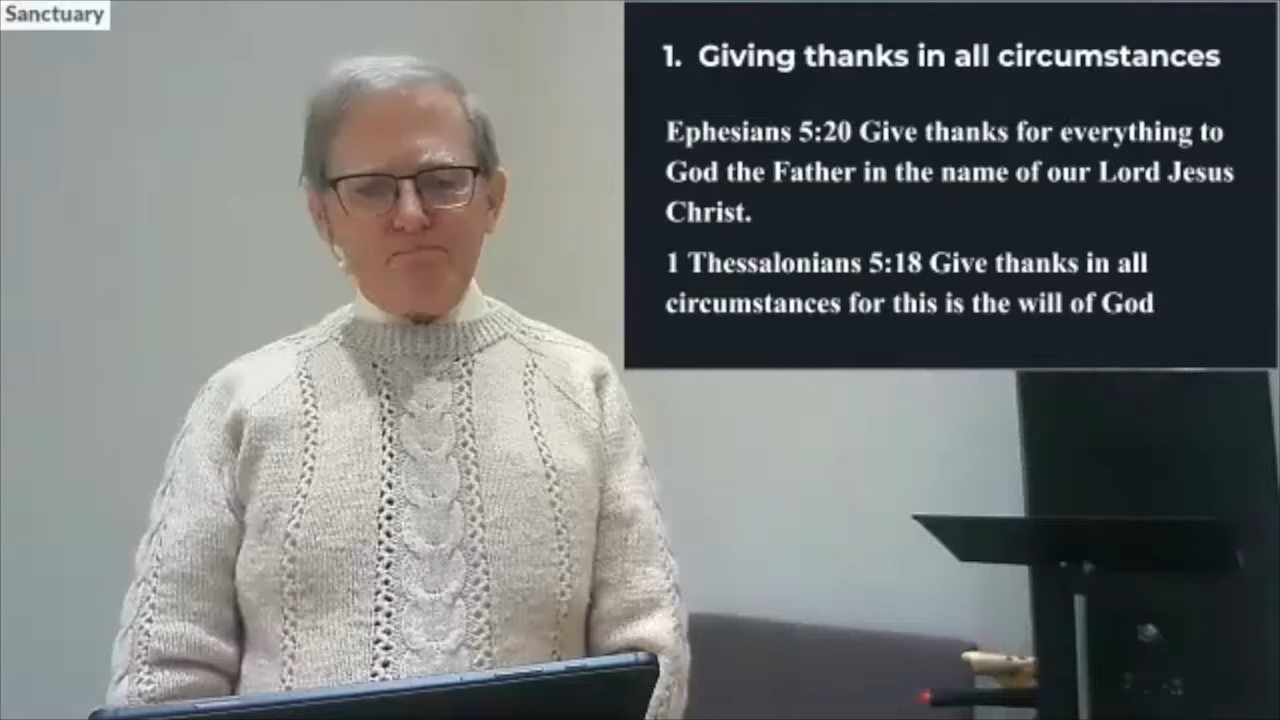 Sanctuary
1. Giving thanks in all circumstances
Ephesians 5:20 Give thanks for everything to
God the Father in the name of our Lord Jesus
Christ.
1 Thessalonians 5:18 Give thanks in all
circumstances for this is the will of God